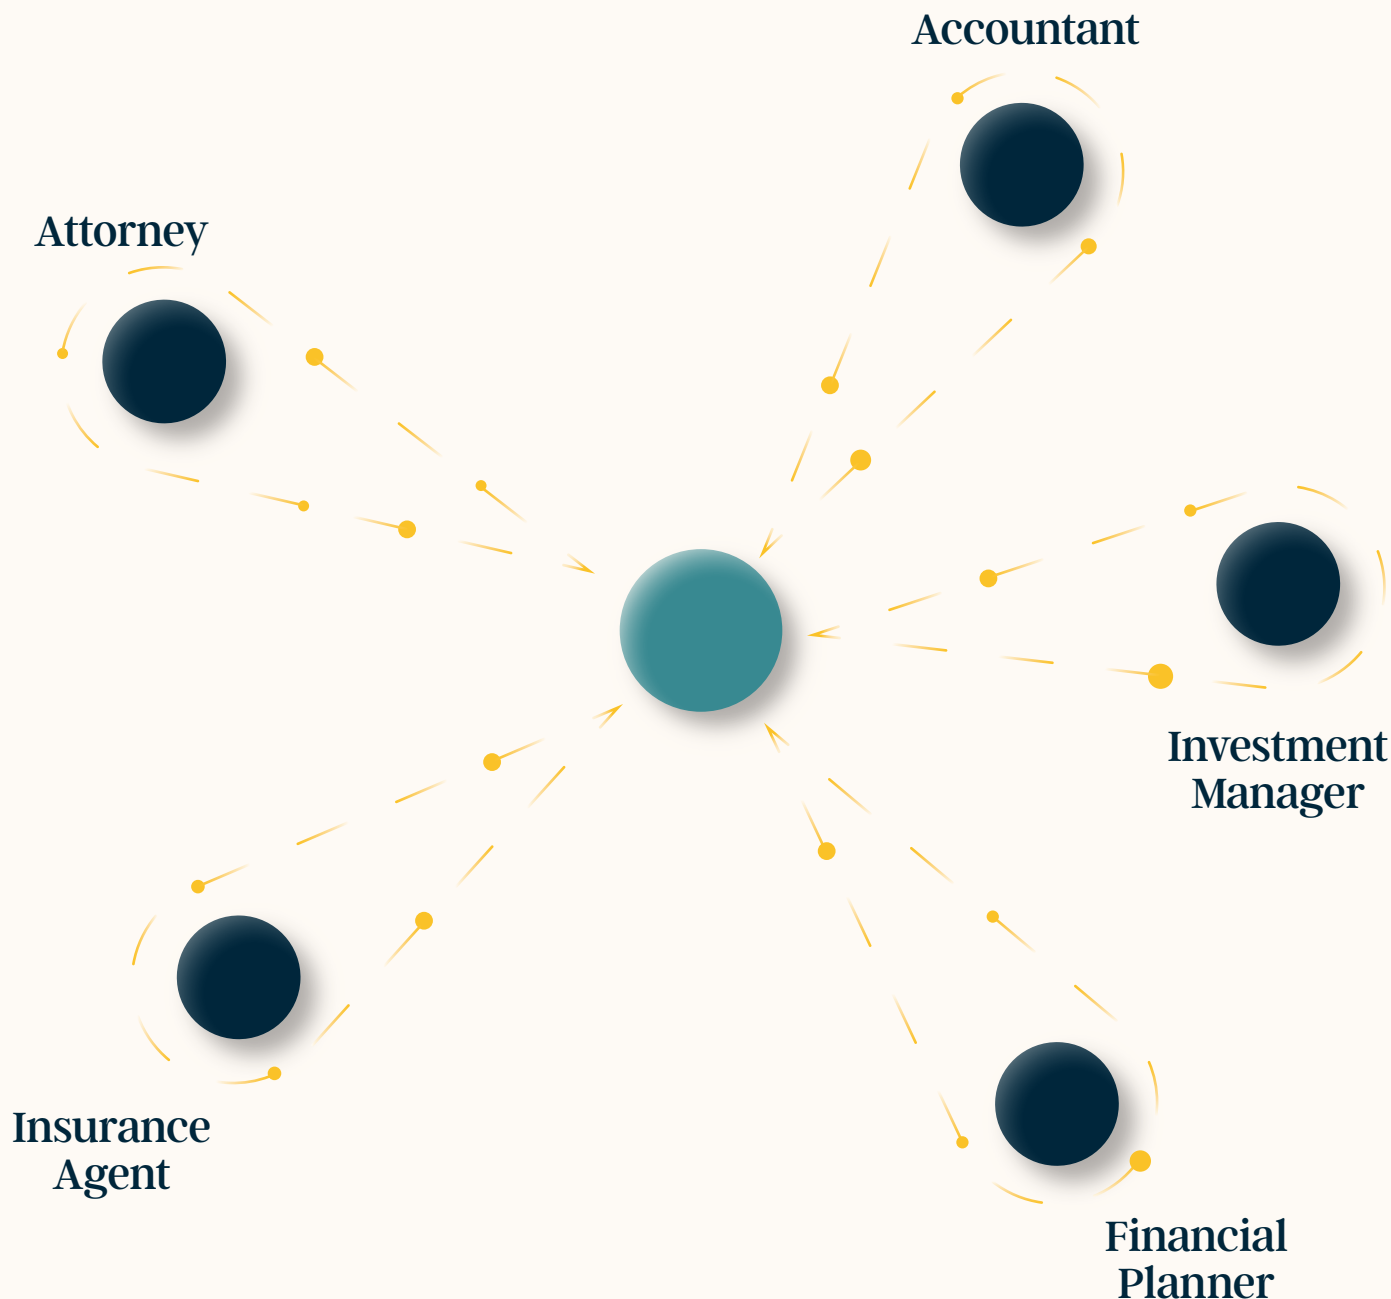 Accountant
Attorney
Investment
Manager
Insurance
Agent
Financial
Planner